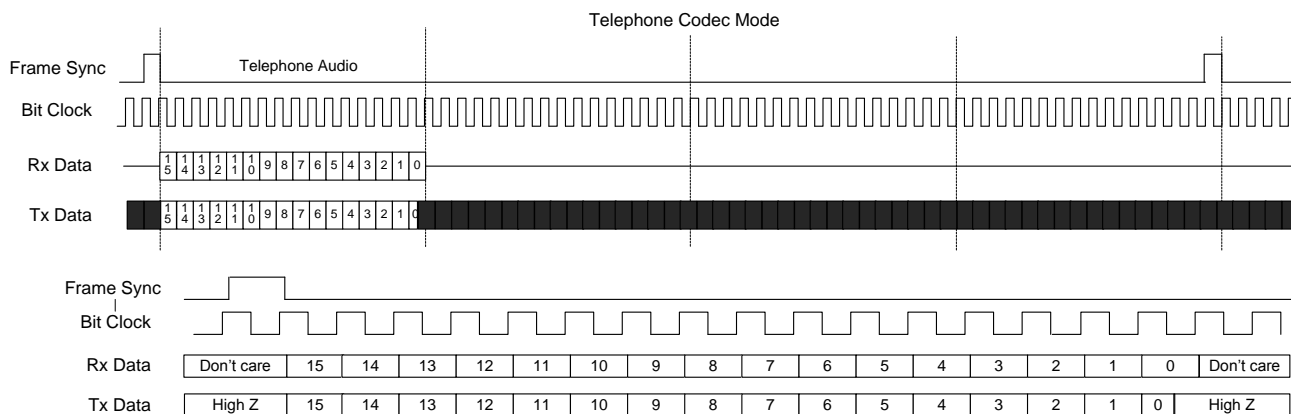 Telephone Codec Mode
Frame Sync
Telephone Audio
Bit Clock
Rx Data 15 14 13 12 11 10 9 8 7 6 5 4 3 2 1 0
Tx Data 15 14 13 12 11 10 9 8 7 6 5 4 3 2 1 0
Frame Sync
Bit Clock
Rx Data Don't care 15 14 13 12 11 10 9 8 7 6 5 4 3 2 1 0 Don't care
Tx Data High Z 15 14 13 12 11 10 9 8 7 6 5 4 3 2 1 0 High Z